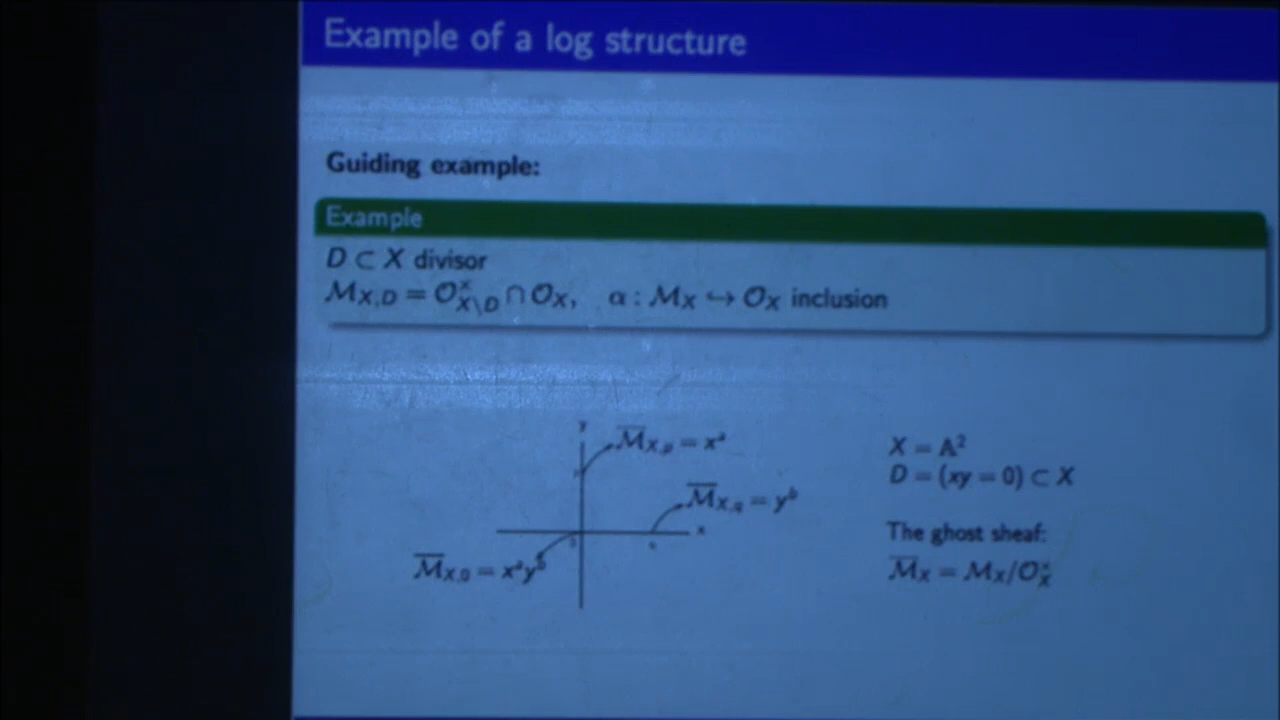 Example of a log structure
Guiding example:
Example
D ⊂ X divisor
M_{X,D} = O^×_{X\D} ∩ O_X, α : M_X ↪ O_X inclusion
y
M̅_{X,p} = x^a
M̅_{X,q} = y^b
x
M̅_{X,0} = x^a y^b
X = A²
D = (xy = 0) ⊂ X
The ghost sheaf:
M̅_X = M_X/O^×_X